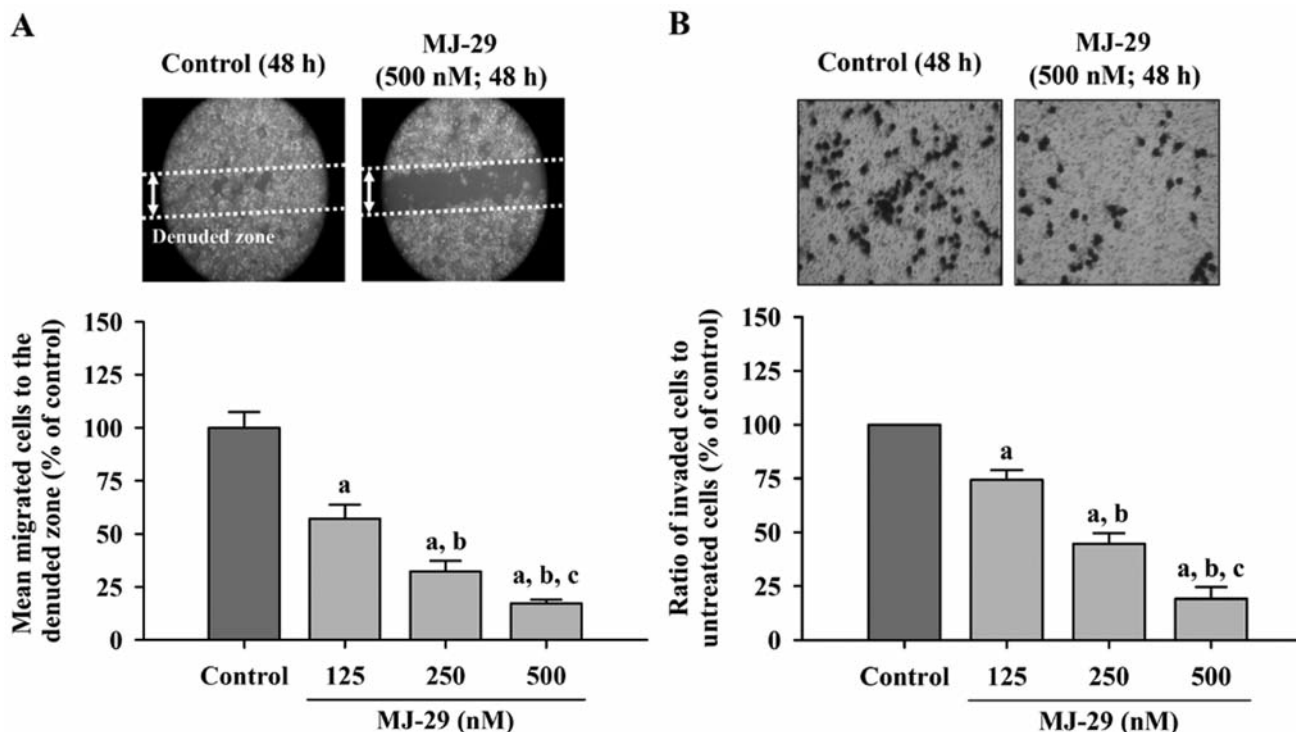 A
Control (48 h)
MJ-29
(500 nM; 48 h)
Denuded zone
Mean migrated cells to the
denuded zone (% of control)
150
125
100
75
50
25
0
a
a, b
a, b, c
Control
125
250
500
MJ-29 (nM)
B
Control (48 h)
MJ-29
(500 nM; 48 h)
Ratio of invaded cells to
untreated cells (% of control)
150
125
100
75
50
25
0
a
a, b
a, b, c
Control
125
250
500
MJ-29 (nM)